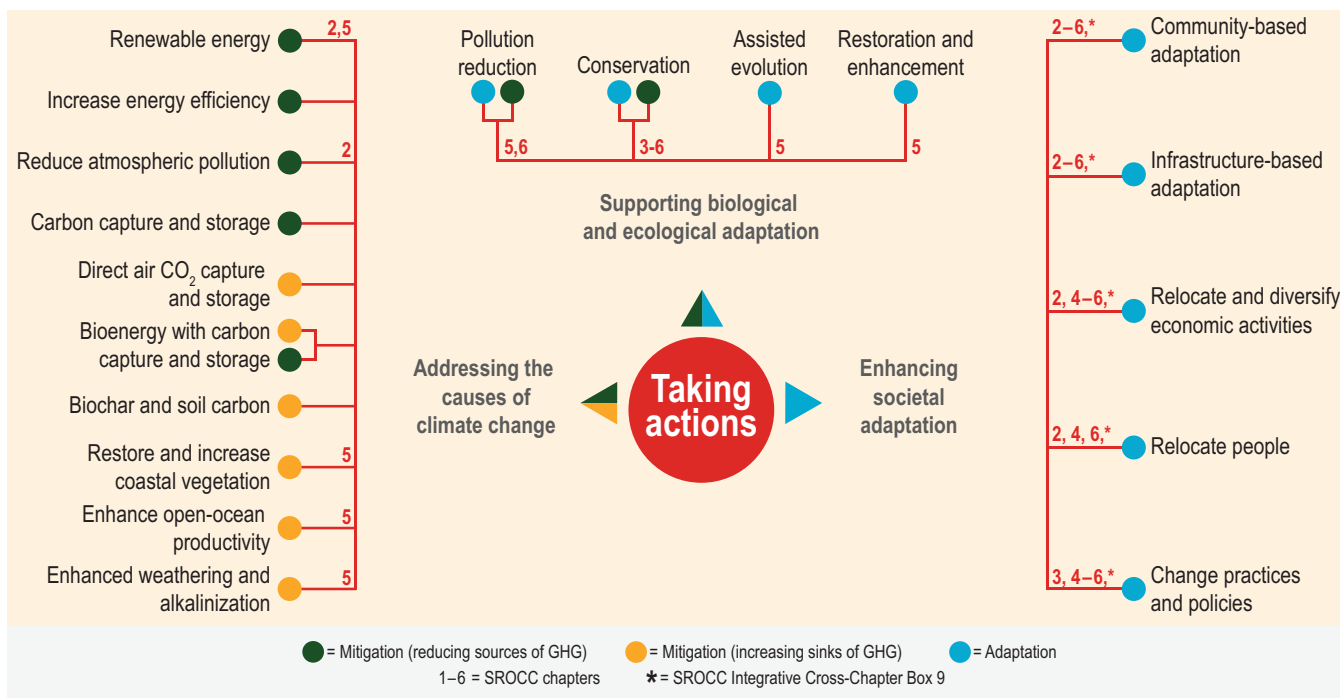 Renewable energy
2,5
Increase energy efficiency
Reduce atmospheric pollution
2
Carbon capture and storage
Direct air CO₂ capture
and storage
Bioenergy with carbon
capture and storage
Biochar and soil carbon
Restore and increase
coastal vegetation
5
Enhance open-ocean
productivity
5
Enhanced weathering and
alkalinization
5
Pollution
reduction
5,6
Conservation
3-6
Assisted
evolution
5
Restoration and
enhancement
5
Supporting biological
and ecological adaptation
Addressing the
causes of
climate change
Taking
actions
Enhancing
societal
adaptation
2–6,*
Community-based
adaptation
2–6,*
Infrastructure-based
adaptation
2, 4–6,*
Relocate and diversify
economic activities
2, 4, 6,*
Relocate people
3, 4–6,*
Change practices
and policies
= Mitigation (reducing sources of GHG)
= Mitigation (increasing sinks of GHG)
= Adaptation
1–6 = SROCC chapters
* = SROCC Integrative Cross-Chapter Box 9